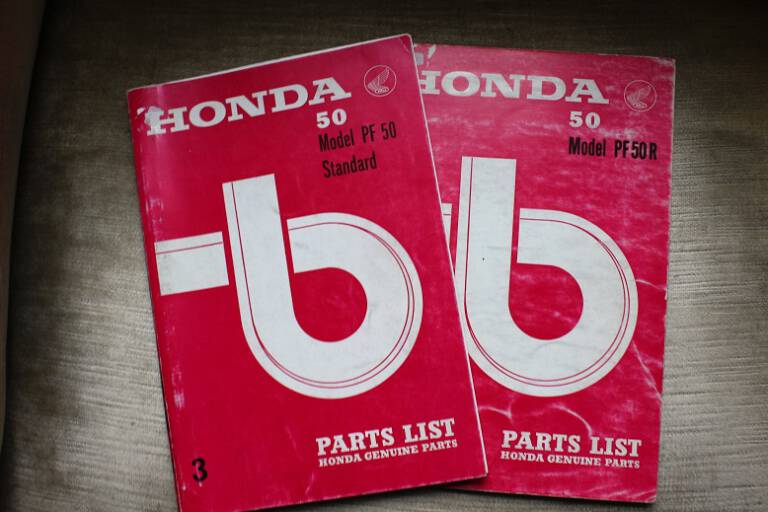 HONDA
50
Model PF 50
Standard
b
PARTS LIST
HONDA GENUINE PARTS
3
HONDA
50
Model PF50R
b
PARTS LIST
HONDA GENUINE PARTS